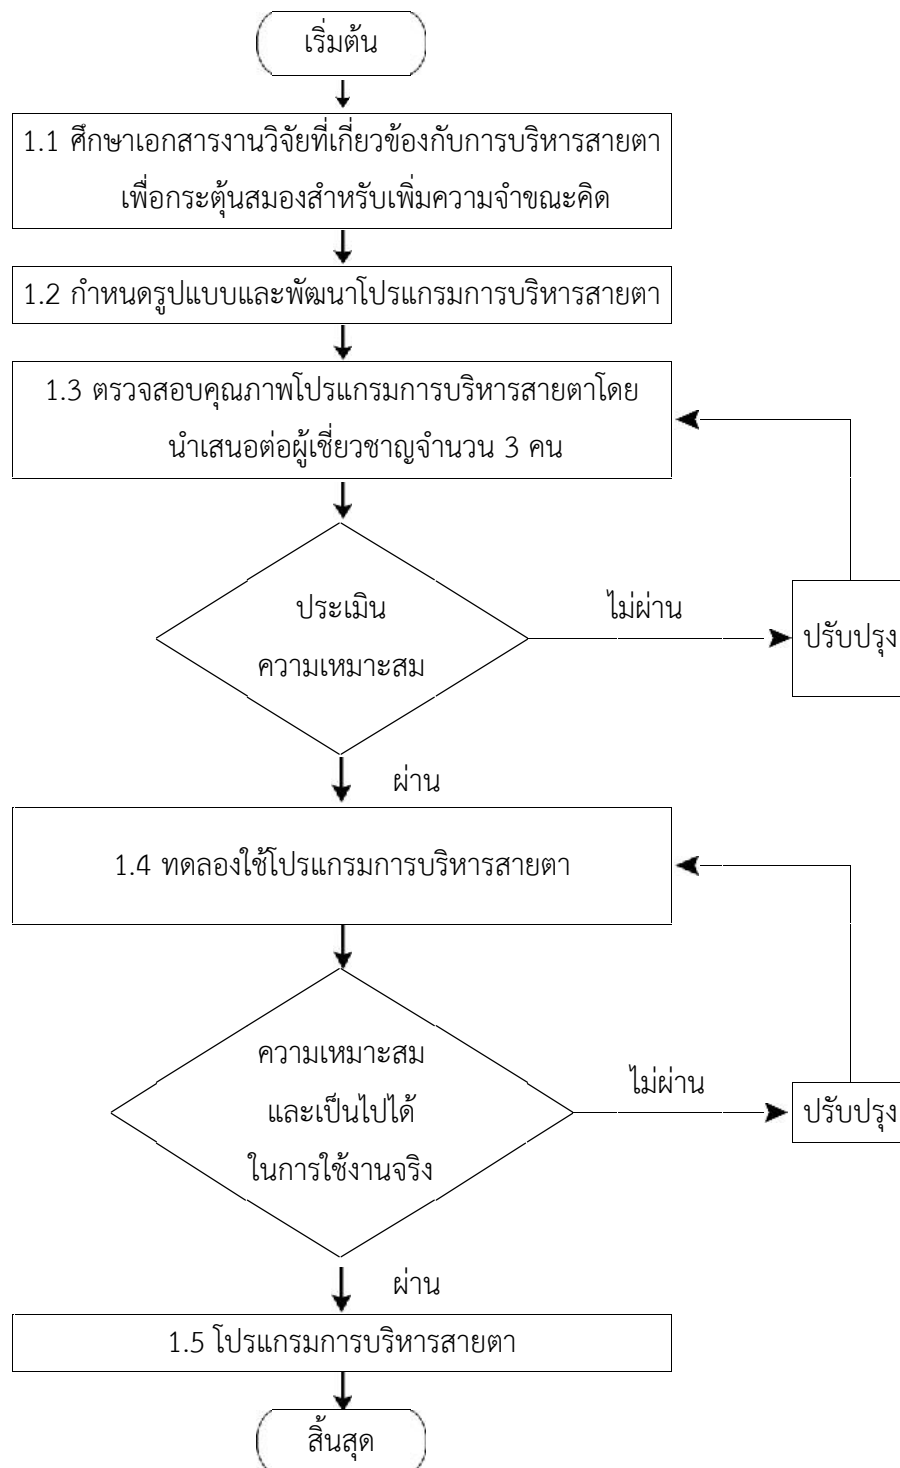 เริ่มต้น
1.1 ศึกษาเอกสารงานวิจัยที่เกี่ยวข้องกับการบริหารสายตา
เพื่อกระตุ้นสมองสำหรับเพิ่มความจำขณะคิด
1.2 กำหนดรูปแบบและพัฒนาโปรแกรมการบริหารสายตา
1.3 ตรวจสอบคุณภาพโปรแกรมการบริหารสายตาโดย
นำเสนอต่อผู้เชี่ยวชาญจำนวน 3 คน
ประเมิน
ความเหมาะสม
ไม่ผ่าน
ปรับปรุง
ผ่าน
1.4 ทดลองใช้โปรแกรมการบริหารสายตา
ความเหมาะสม
และเป็นไปได้
ในการใช้งานจริง
ไม่ผ่าน
ปรับปรุง
ผ่าน
1.5 โปรแกรมการบริหารสายตา
สิ้นสุด